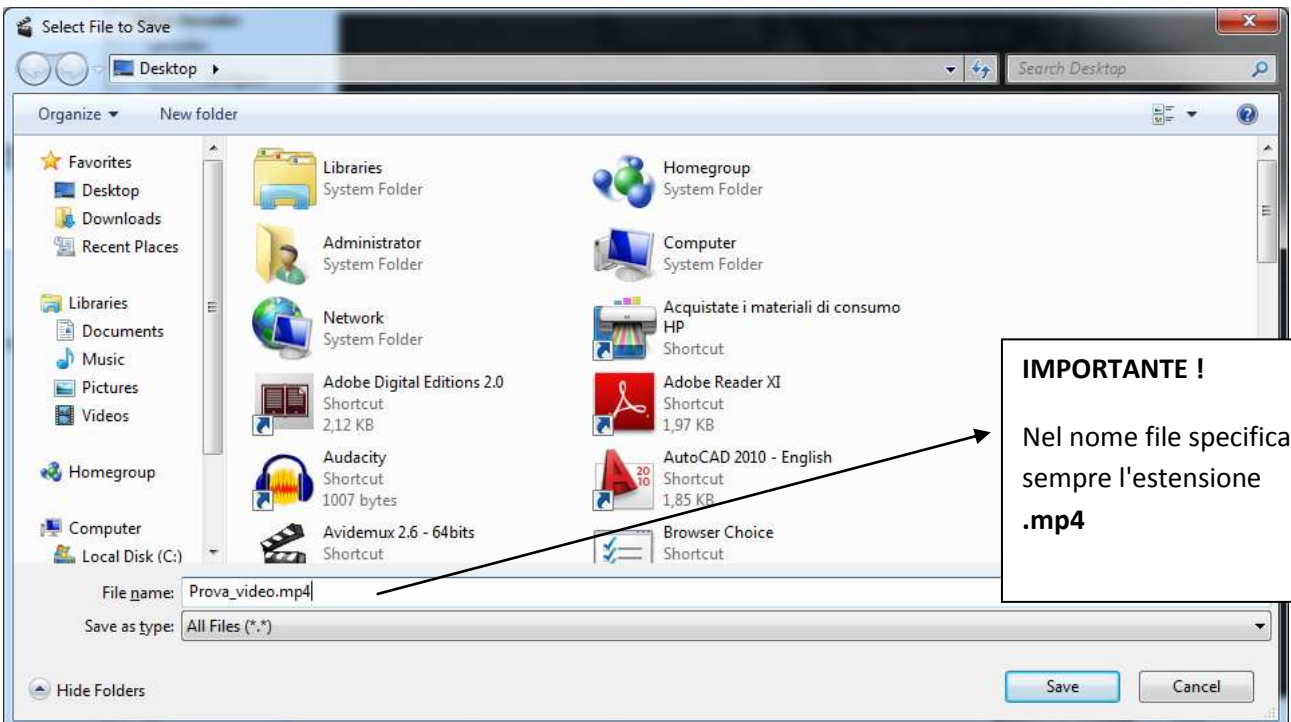 Select File to Save
Desktop
Search Desktop
Organize
New folder
Favorites
Desktop
Downloads
Recent Places
Libraries
Documents
Music
Pictures
Videos
Homegroup
Computer
Local Disk (C:)
Libraries
System Folder
Homegroup
System Folder
Administrator
System Folder
Computer
System Folder
Network
System Folder
Acquistate i materiali di consumo
HP
Shortcut
Adobe Digital Editions 2.0
Shortcut
2,12 KB
Adobe Reader XI
Shortcut
1,97 KB
Audacity
Shortcut
1007 bytes
AutoCAD 2010 - English
Shortcut
1,85 KB
Avidemux 2.6 - 64bits
Shortcut
Browser Choice
Shortcut
IMPORTANTE !
Nel nome file specifica
sempre l'estensione
.mp4
File name: Prova_video.mp4
Save as type: All Files (*.*)
Hide Folders
Save
Cancel